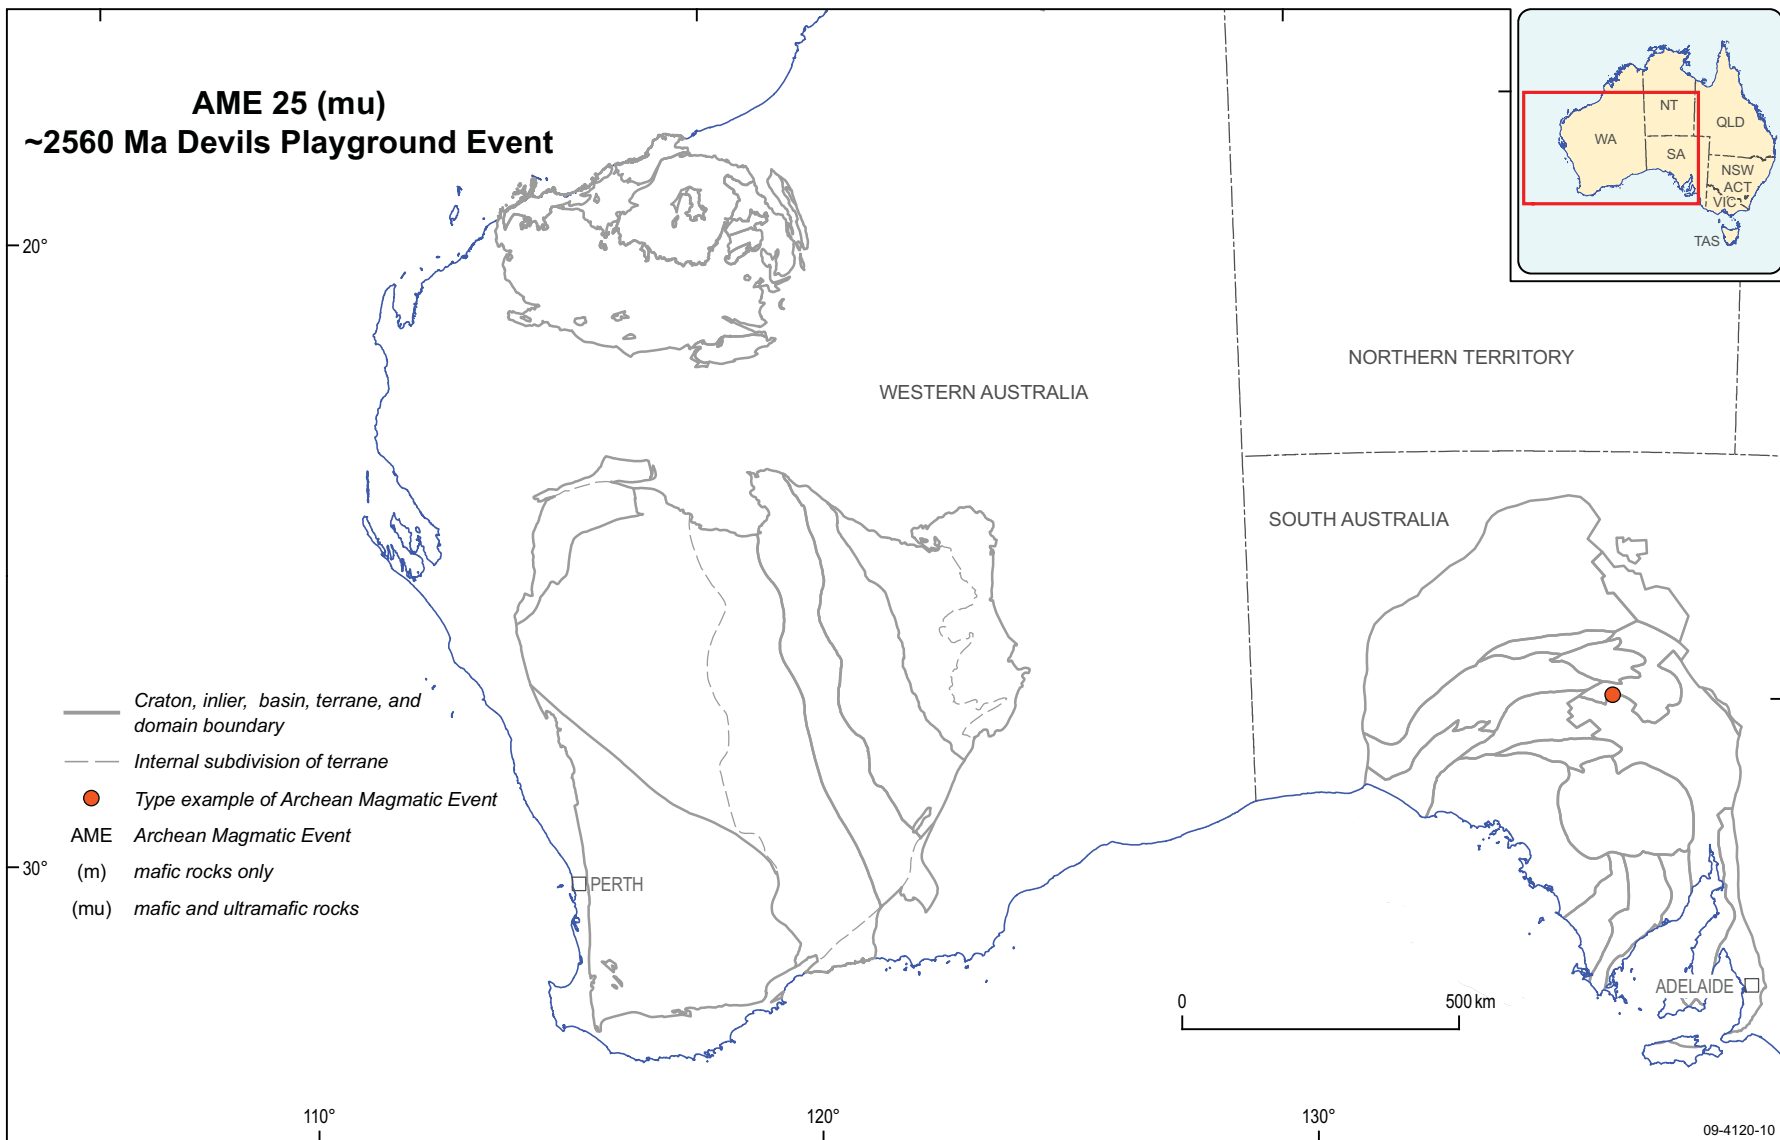 AME 25 (mu)
~2560 Ma Devils Playground Event
NT
QLD
WA
SA
NSW
ACT
VIC
TAS
20°
NORTHERN TERRITORY
WESTERN AUSTRALIA
SOUTH AUSTRALIA
Craton, inlier, basin, terrane, and
domain boundary
Internal subdivision of terrane
Type example of Archean Magmatic Event
AME Archean Magmatic Event
(m) mafic rocks only
(mu) mafic and ultramafic rocks
30°
PERTH
ADELAIDE
0 500 km
110° 120° 130°
09-4120-10